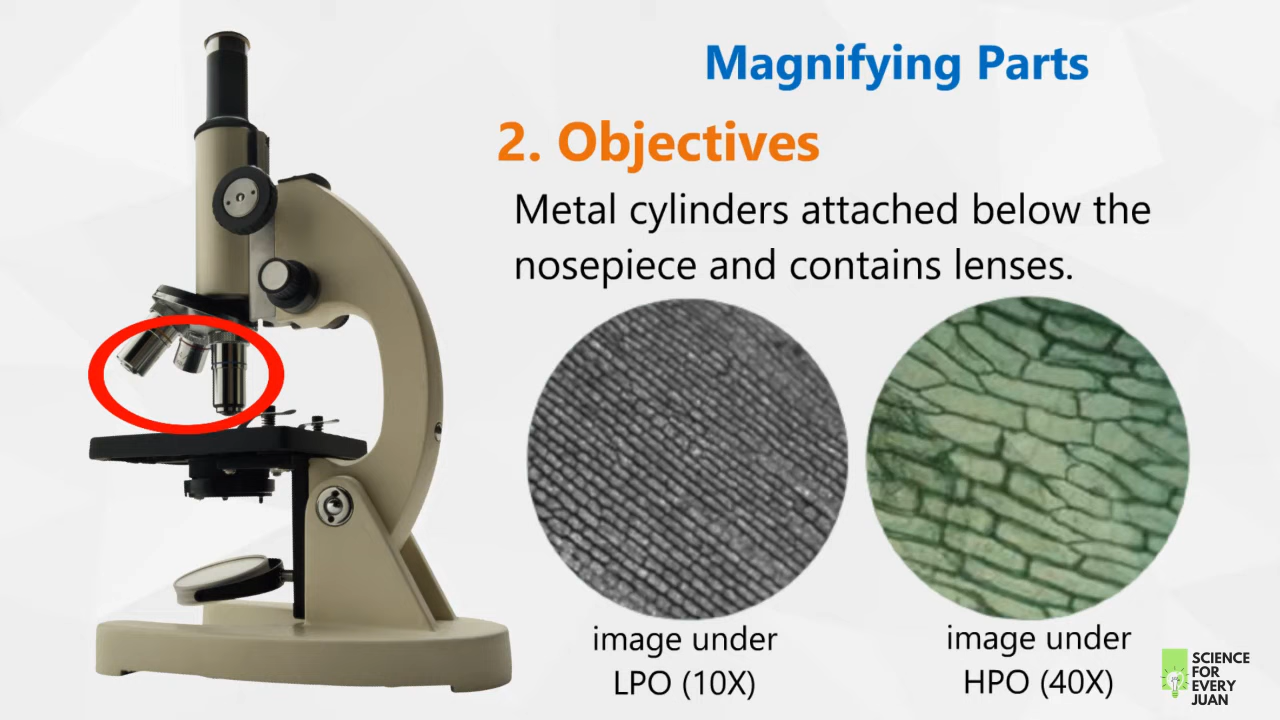 Magnifying Parts
2. Objectives
Metal cylinders attached below the
nosepiece and contains lenses.
image under
LPO (10X)
image under
HPO (40X)
SCIENCE
FOR
EVERY
JUAN